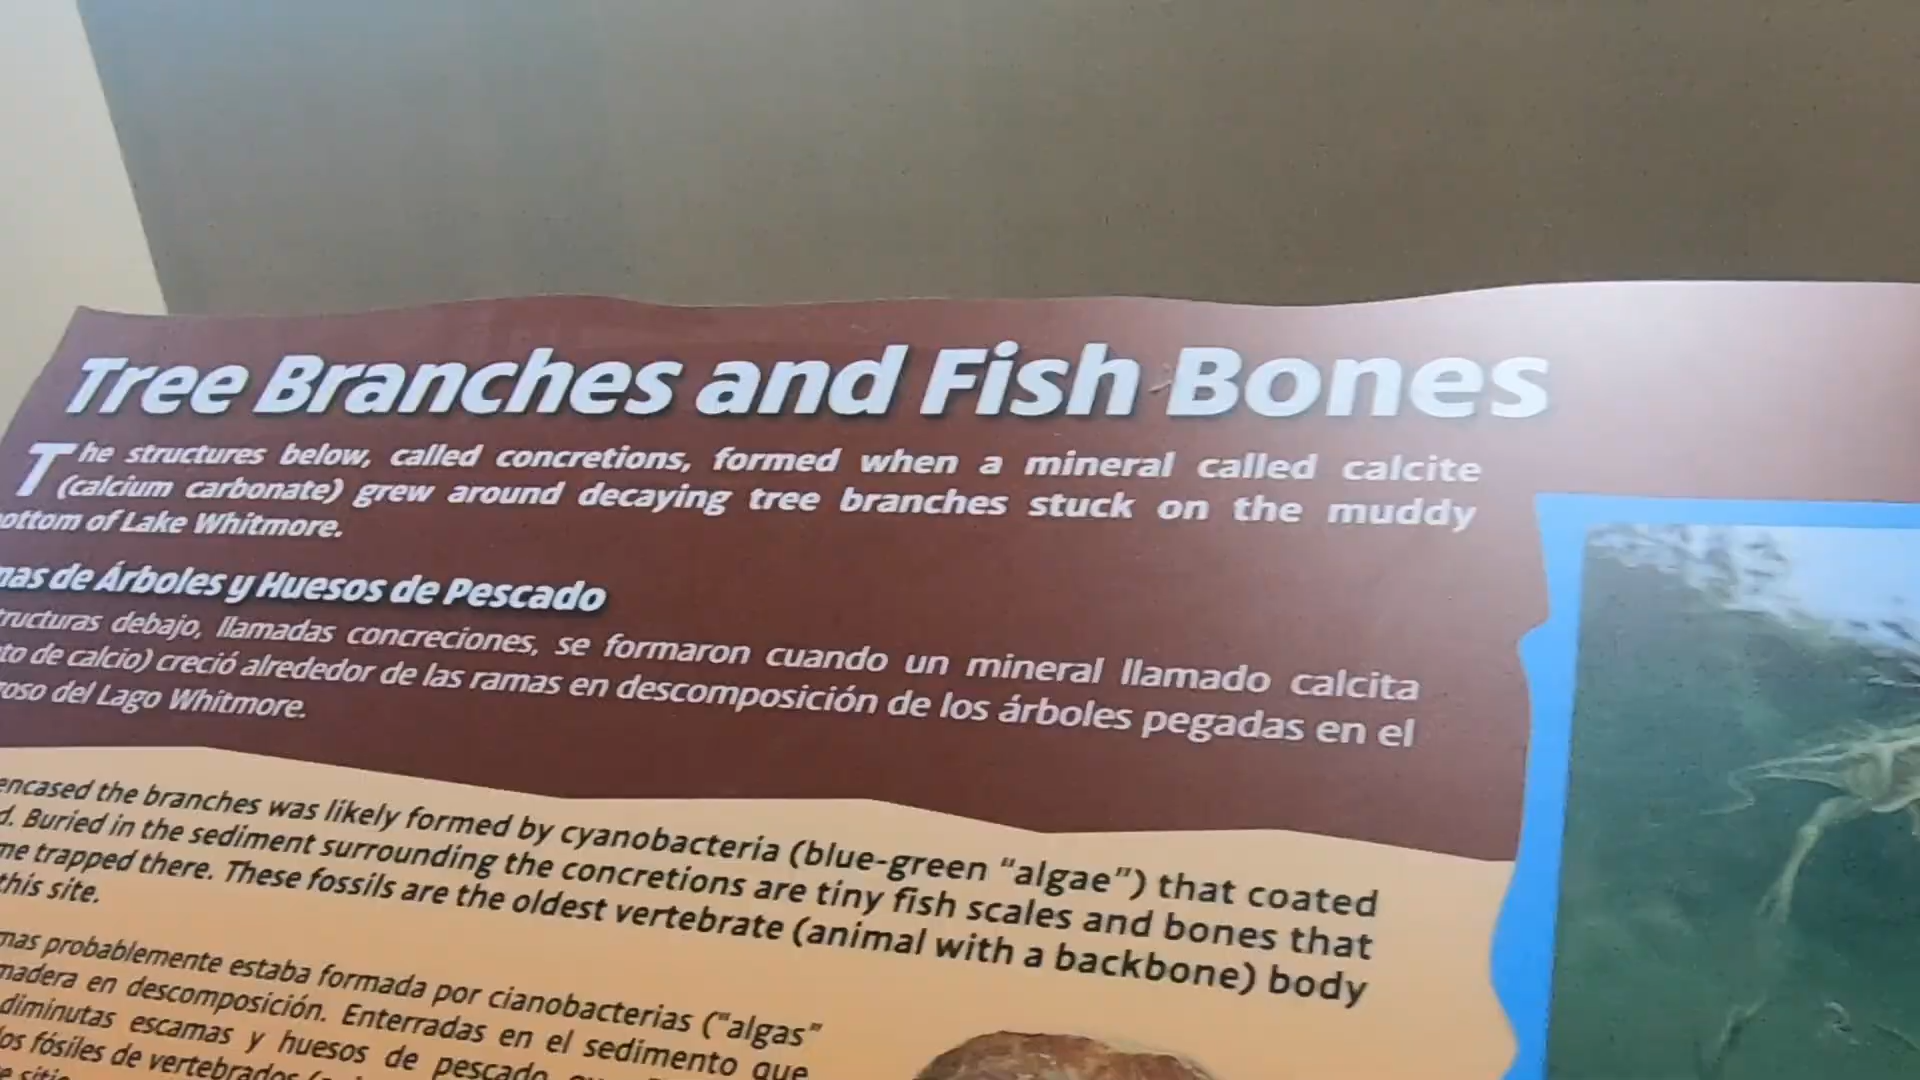 Tree Branches and Fish Bones
The structures below, called concretions, formed when a mineral called calcite
(calcium carbonate) grew around decaying tree branches stuck on the muddy
ottom of Lake Whitmore.
mas de Árboles y Huesos de Pescado
tructuras debajo, llamadas concreciones, se formaron cuando un mineral llamado calcita
to de calcio) creció alrededor de las ramas en descomposición de los árboles pegadas en el
oso del Lago Whitmore.
encased the branches was likely formed by cyanobacteria (blue-green "algae") that coated
d. Buried in the sediment surrounding the concretions are tiny fish scales and bones that
me trapped there. These fossils are the oldest vertebrate (animal with a backbone) body
this site.
mas probablemente estaba formada por cianobacterias ("algas"
madera en descomposición. Enterradas en el sedimento que
diminutas escamas y huesos de pescado
los fósiles de vertebrados